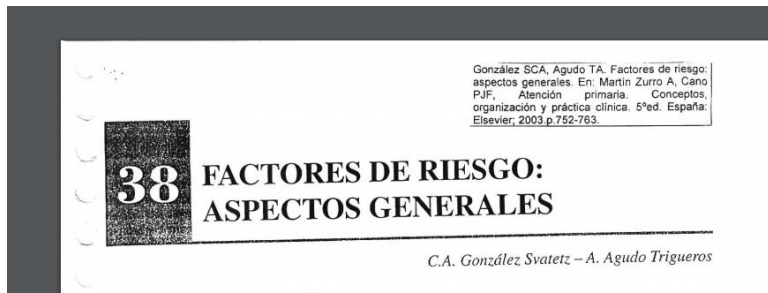 González SCA, Agudo TA. Factores de riesgo:
aspectos generales. En: Martín Zurro A, Cano
PJF, Atención primaria. Conceptos,
organización y práctica clínica. 5ªed. España:
Elsevier; 2003.p.752-763.
38 FACTORES DE RIESGO:
ASPECTOS GENERALES
C.A. González Svatetz – A. Agudo Trigueros